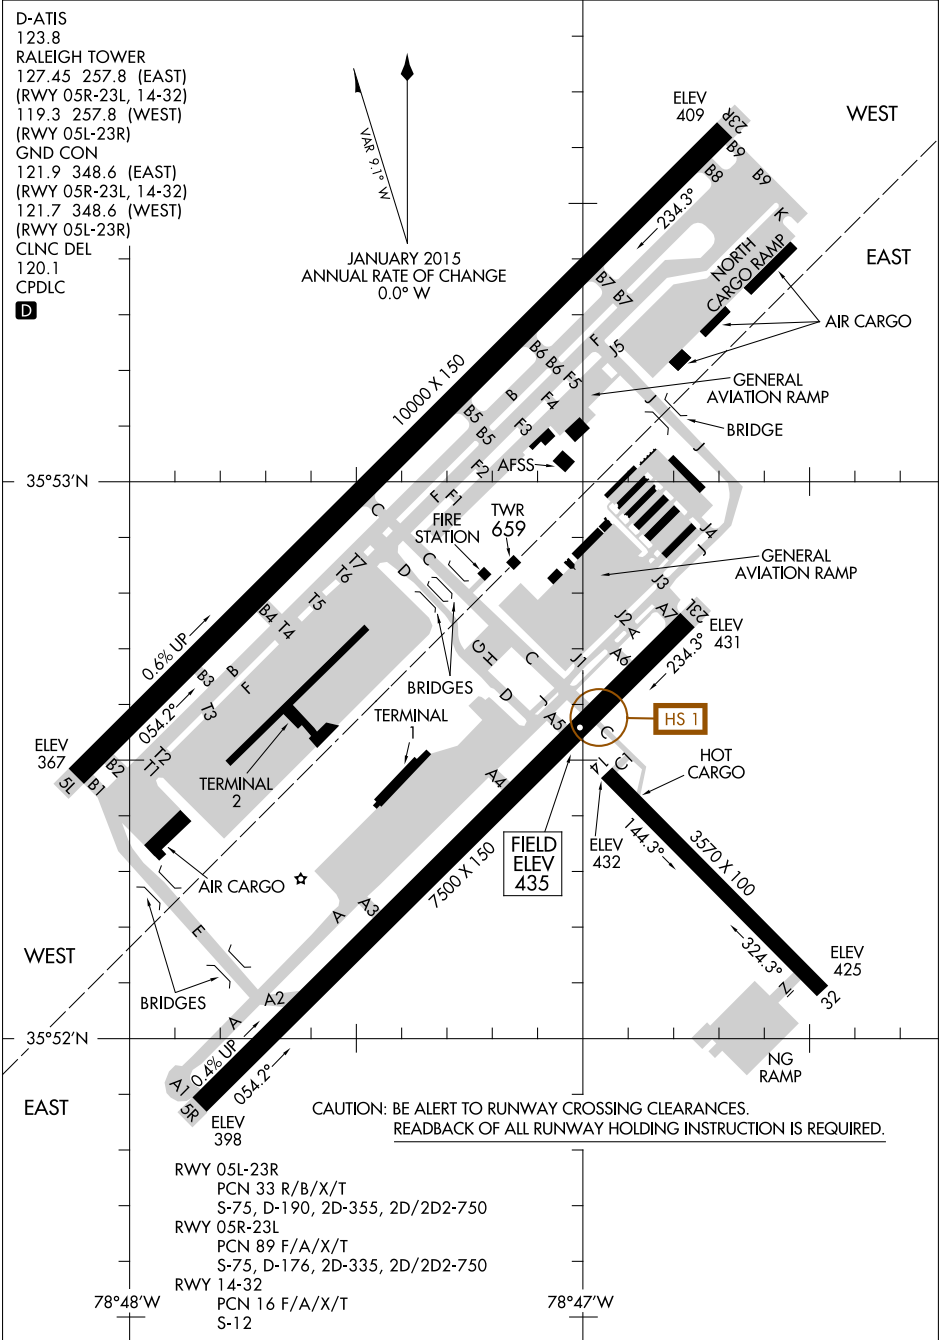 D-ATIS
123.8
RALEIGH TOWER
127.45 257.8 (EAST)
(RWY 05R-23L, 14-32)
119.3 257.8 (WEST)
(RWY 05L-23R)
GND CON
121.9 348.6 (EAST)
(RWY 05R-23L, 14-32)
121.7 348.6 (WEST)
(RWY 05L-23R)
CLNC DEL
120.1
CPDLC
D
VAR 9.1° W
JANUARY 2015
ANNUAL RATE OF CHANGE
0.0° W
ELEV
409
23R
WEST
EAST
B9
B8
B9
K
234.3°
NORTH
CARGO RAMP
AIR CARGO
B7
B7
F
J5
B6
B6
F5
B
F4
GENERAL
AVIATION RAMP
J
BRIDGE
J
10000 X 150
B5
B5
F3
F2
AFSS
35°53'N
C
F
F1
FIRE
STATION
TWR
659
J4
J
GENERAL
AVIATION RAMP
J3
T7
T6
D
C
T5
B4
T4
J2
A
A7
23L
ELEV
431
A6
234.3°
G
H
C
J1
D
J
BRIDGES
0.6% UP
054.2°
B3
B
F
T3
TERMINAL
1
A5
C
HS 1
HOT
CARGO
ELEV
367
5L
B1
B2
T2
T1
TERMINAL
2
A4
14
C1
FIELD
ELEV
435
ELEV
432
144.3°
3570 X 100
7500 X 150
AIR CARGO
A
A3
E
WEST
BRIDGES
324.3°
ELEV
425
N
32
A2
A
35°52'N
0.4% UP
054.2°
A1
5R
NG
RAMP
EAST
ELEV
398
CAUTION: BE ALERT TO RUNWAY CROSSING CLEARANCES.
READBACK OF ALL RUNWAY HOLDING INSTRUCTION IS REQUIRED.
RWY 05L-23R
PCN 33 R/B/X/T
S-75, D-190, 2D-355, 2D/2D2-750
RWY 05R-23L
PCN 89 F/A/X/T
S-75, D-176, 2D-335, 2D/2D2-750
RWY 14-32
PCN 16 F/A/X/T
S-12
78°48'W
78°47'W